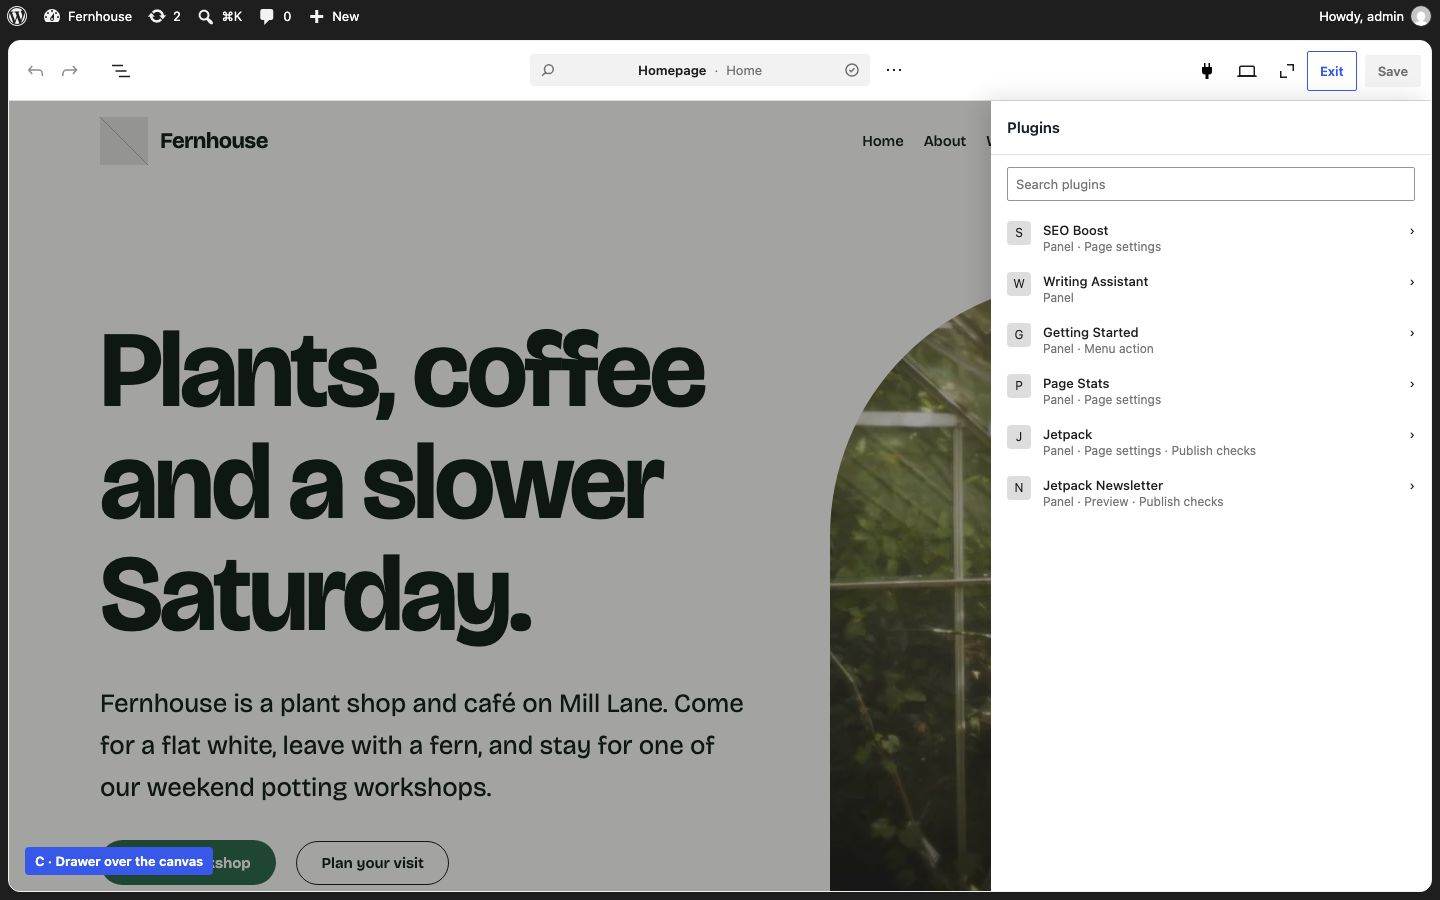 Fernhouse
2
⌘K
0
New
Howdy, admin
Homepage · Home
Exit
Save
Fernhouse
Home
About
Plugins
Search plugins
S
SEO Boost
Panel · Page settings
W
Writing Assistant
Panel
G
Getting Started
Panel · Menu action
P
Page Stats
Panel · Page settings
J
Jetpack
Panel · Page settings · Publish checks
N
Jetpack Newsletter
Panel · Preview · Publish checks
Plants, coffee
and a slower
Saturday.
Fernhouse is a plant shop and café on Mill Lane. Come
for a flat white, leave with a fern, and stay for one of
our weekend potting workshops.
C · Drawer over the canvas
Plan your visit